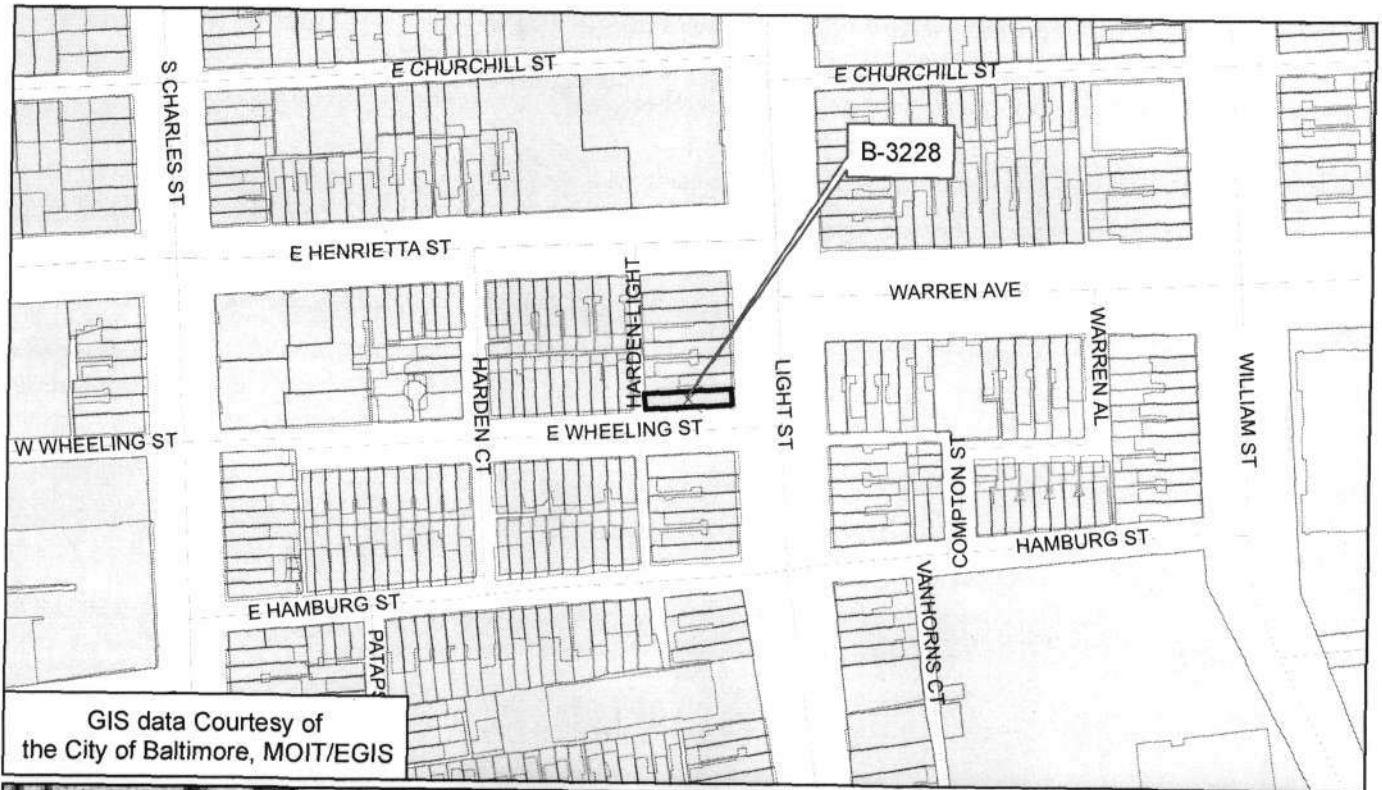 E CHURCHILL ST
E CHURCHILL ST
S CHARLES ST
B-3228
E HENRIETTA ST
HARDEN-LIGHT
WARREN AVE
WARREN AL
HARDEN CT
LIGHT ST
WILLIAM ST
W WHEELING ST
E WHEELING ST
COMPTON ST
HAMBURG ST
E HAMBURG ST
VANHORNS CT
PATAPS
GIS data Courtesy of
the City of Baltimore, MOIT/EGIS